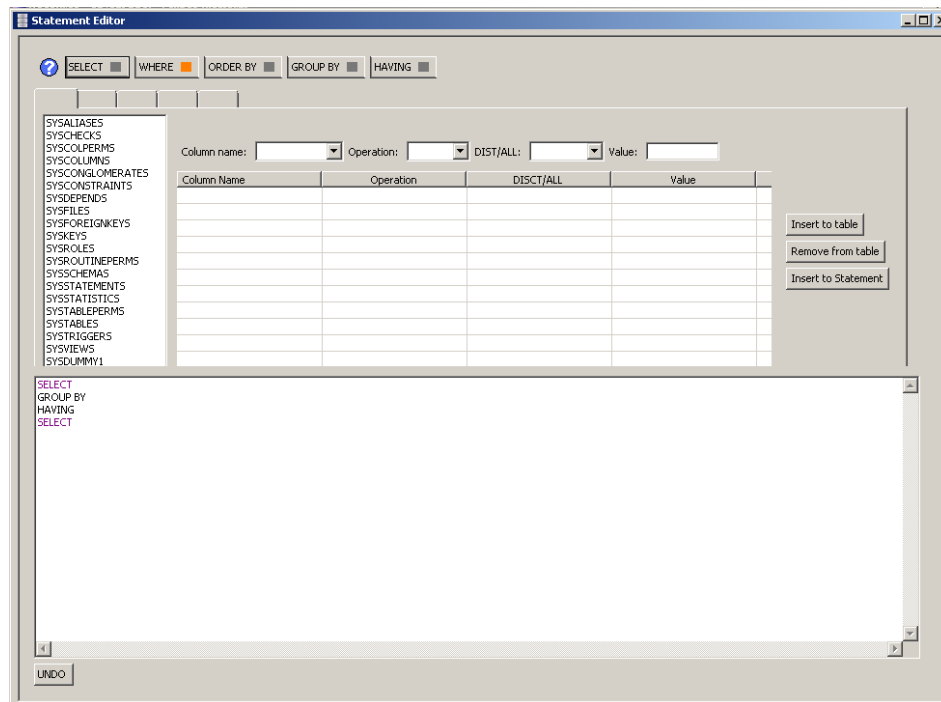 Statement Editor
SELECT WHERE ORDER BY GROUP BY HAVING
SYSALIASES
SYSCHECKS
SYSCOLPERMS
SYSCOLUMNS
SYSCONGLOMERATES
SYSCONSTRAINTS
SYSDEPENDS
SYSFILES
SYSFOREIGNKEYS
SYSKEYS
SYSROLES
SYSROUTINEPERMS
SYSSCHEMAS
SYSSTATEMENTS
SYSSTATISTICS
SYSTABLEPERMS
SYSTABLES
SYSTRIGGERS
SYSVIEWS
SYSDUMMY1
Column name: Operation: DIST/ALL: Value:
Column Name Operation DISCT/ALL Value
Insert to table
Remove from table
Insert to Statement
SELECT
GROUP BY
HAVING
SELECT
UNDO